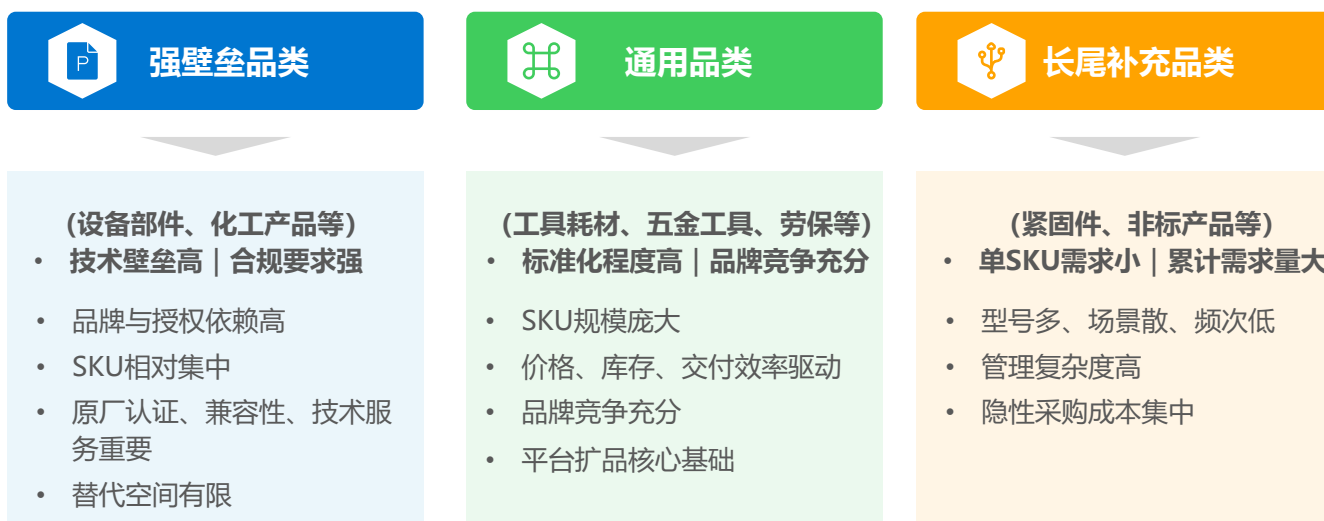 强壁垒品类
（设备部件、化工产品等）
• 技术壁垒高｜合规要求强
• 品牌与授权依赖高
• SKU相对集中
• 原厂认证、兼容性、技术服
务重要
• 替代空间有限
通用品类
（工具耗材、五金工具、劳保等）
• 标准化程度高｜品牌竞争充分
• SKU规模庞大
• 价格、库存、交付效率驱动
• 品牌竞争充分
• 平台扩品核心基础
长尾补充品类
（紧固件、非标产品等）
• 单SKU需求小｜累计需求量大
• 型号多、场景散、频次低
• 管理复杂度高
• 隐性采购成本集中